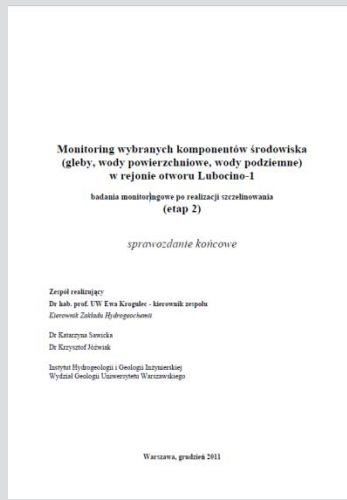 Monitoring wybranych komponentów środowiska
(gleby, wody powierzchniowe, wody podziemne)
w rejonie otworu Lubocino-1
badania monitoringowe po realizacji szczelinowania
(etap 2)
sprawozdanie końcowe
Zespół realizujący
Dr hab. prof. UW Ewa Krogulec - kierownik zespołu
Kierownik Zakładu Hydrogeochemii
Dr Katarzyna Sawicka
Dr Krzysztof Jóźwiak
Instytut Hydrogeologii i Geologii Inżynierskiej
Wydział Geologii Uniwersytetu Warszawskiego
Warszawa, grudzień 2011